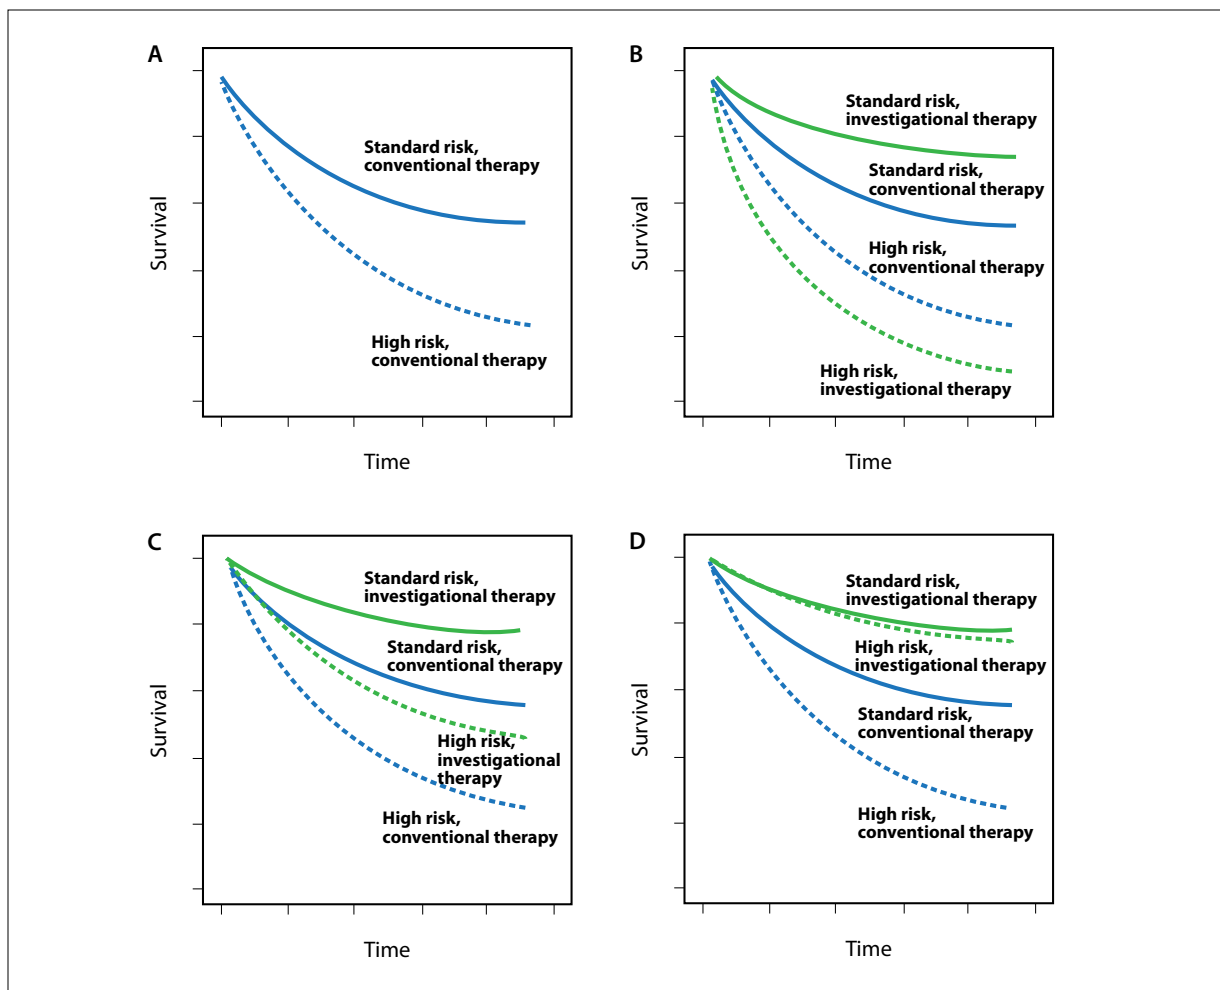 A
Standard risk,
conventional therapy
High risk,
conventional therapy
Survival
Time
B
Standard risk,
investigational therapy
Standard risk,
conventional therapy
High risk,
conventional therapy
High risk,
investigational therapy
Survival
Time
C
Standard risk,
investigational therapy
Standard risk,
conventional therapy
High risk,
investigational
therapy
High risk,
conventional therapy
Survival
Time
D
Standard risk,
investigational therapy
High risk,
investigational therapy
Standard risk,
conventional therapy
High risk,
conventional therapy
Survival
Time